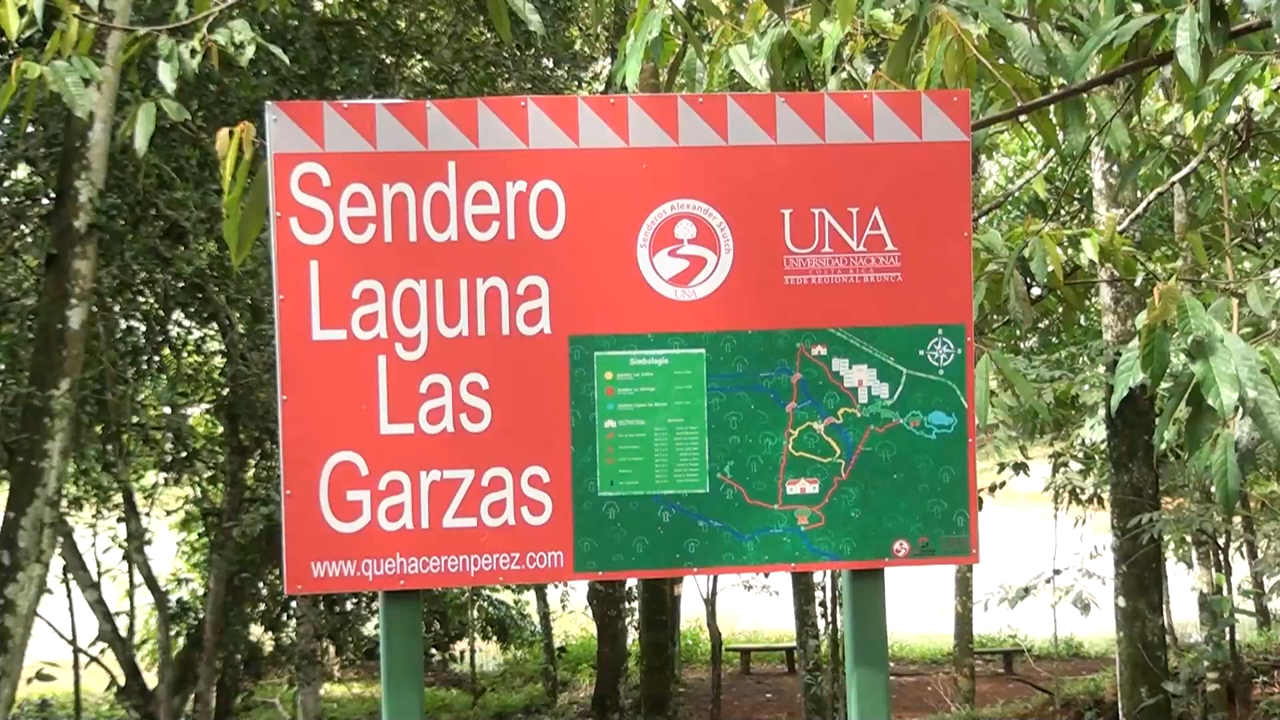 Sendero
Laguna
Las
Garzas
www.quehacerenperez.com
Senderos Alexander Skutch
UNA
UNA
UNIVERSIDAD NACIONAL
COSTA RICA
SEDE REGIONAL BRUNCA
Simbología
N